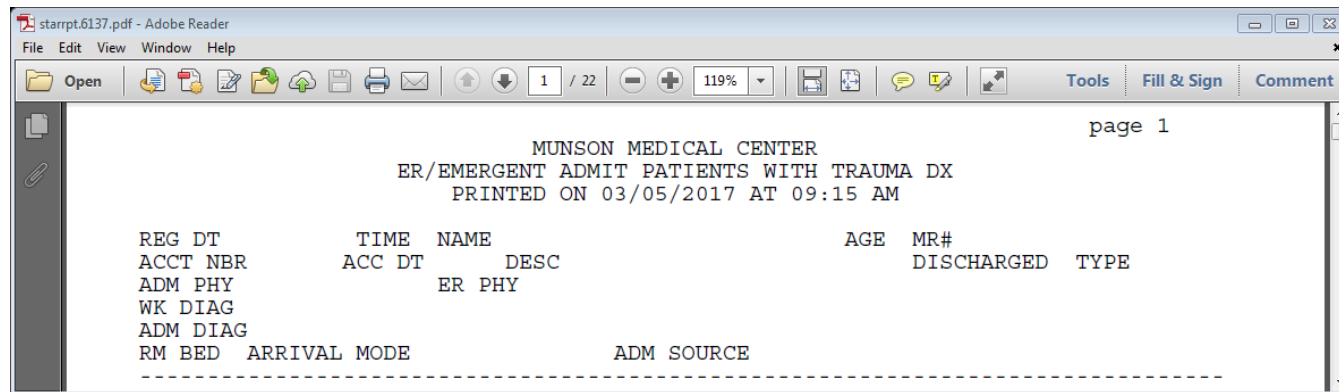 starrpt.6137.pdf - Adobe Reader
File Edit View Window Help
Open 1 / 22 119% Tools Fill & Sign Comment
page 1
MUNSON MEDICAL CENTER
ER/EMERGENT ADMIT PATIENTS WITH TRAUMA DX
PRINTED ON 03/05/2017 AT 09:15 AM
REG DT TIME NAME AGE MR#
ACCT NBR ACC DT DESC DISCHARGED TYPE
ADM PHY ER PHY
WK DIAG
ADM DIAG
RM BED ARRIVAL MODE ADM SOURCE
--------------------------------------------------------------------------------